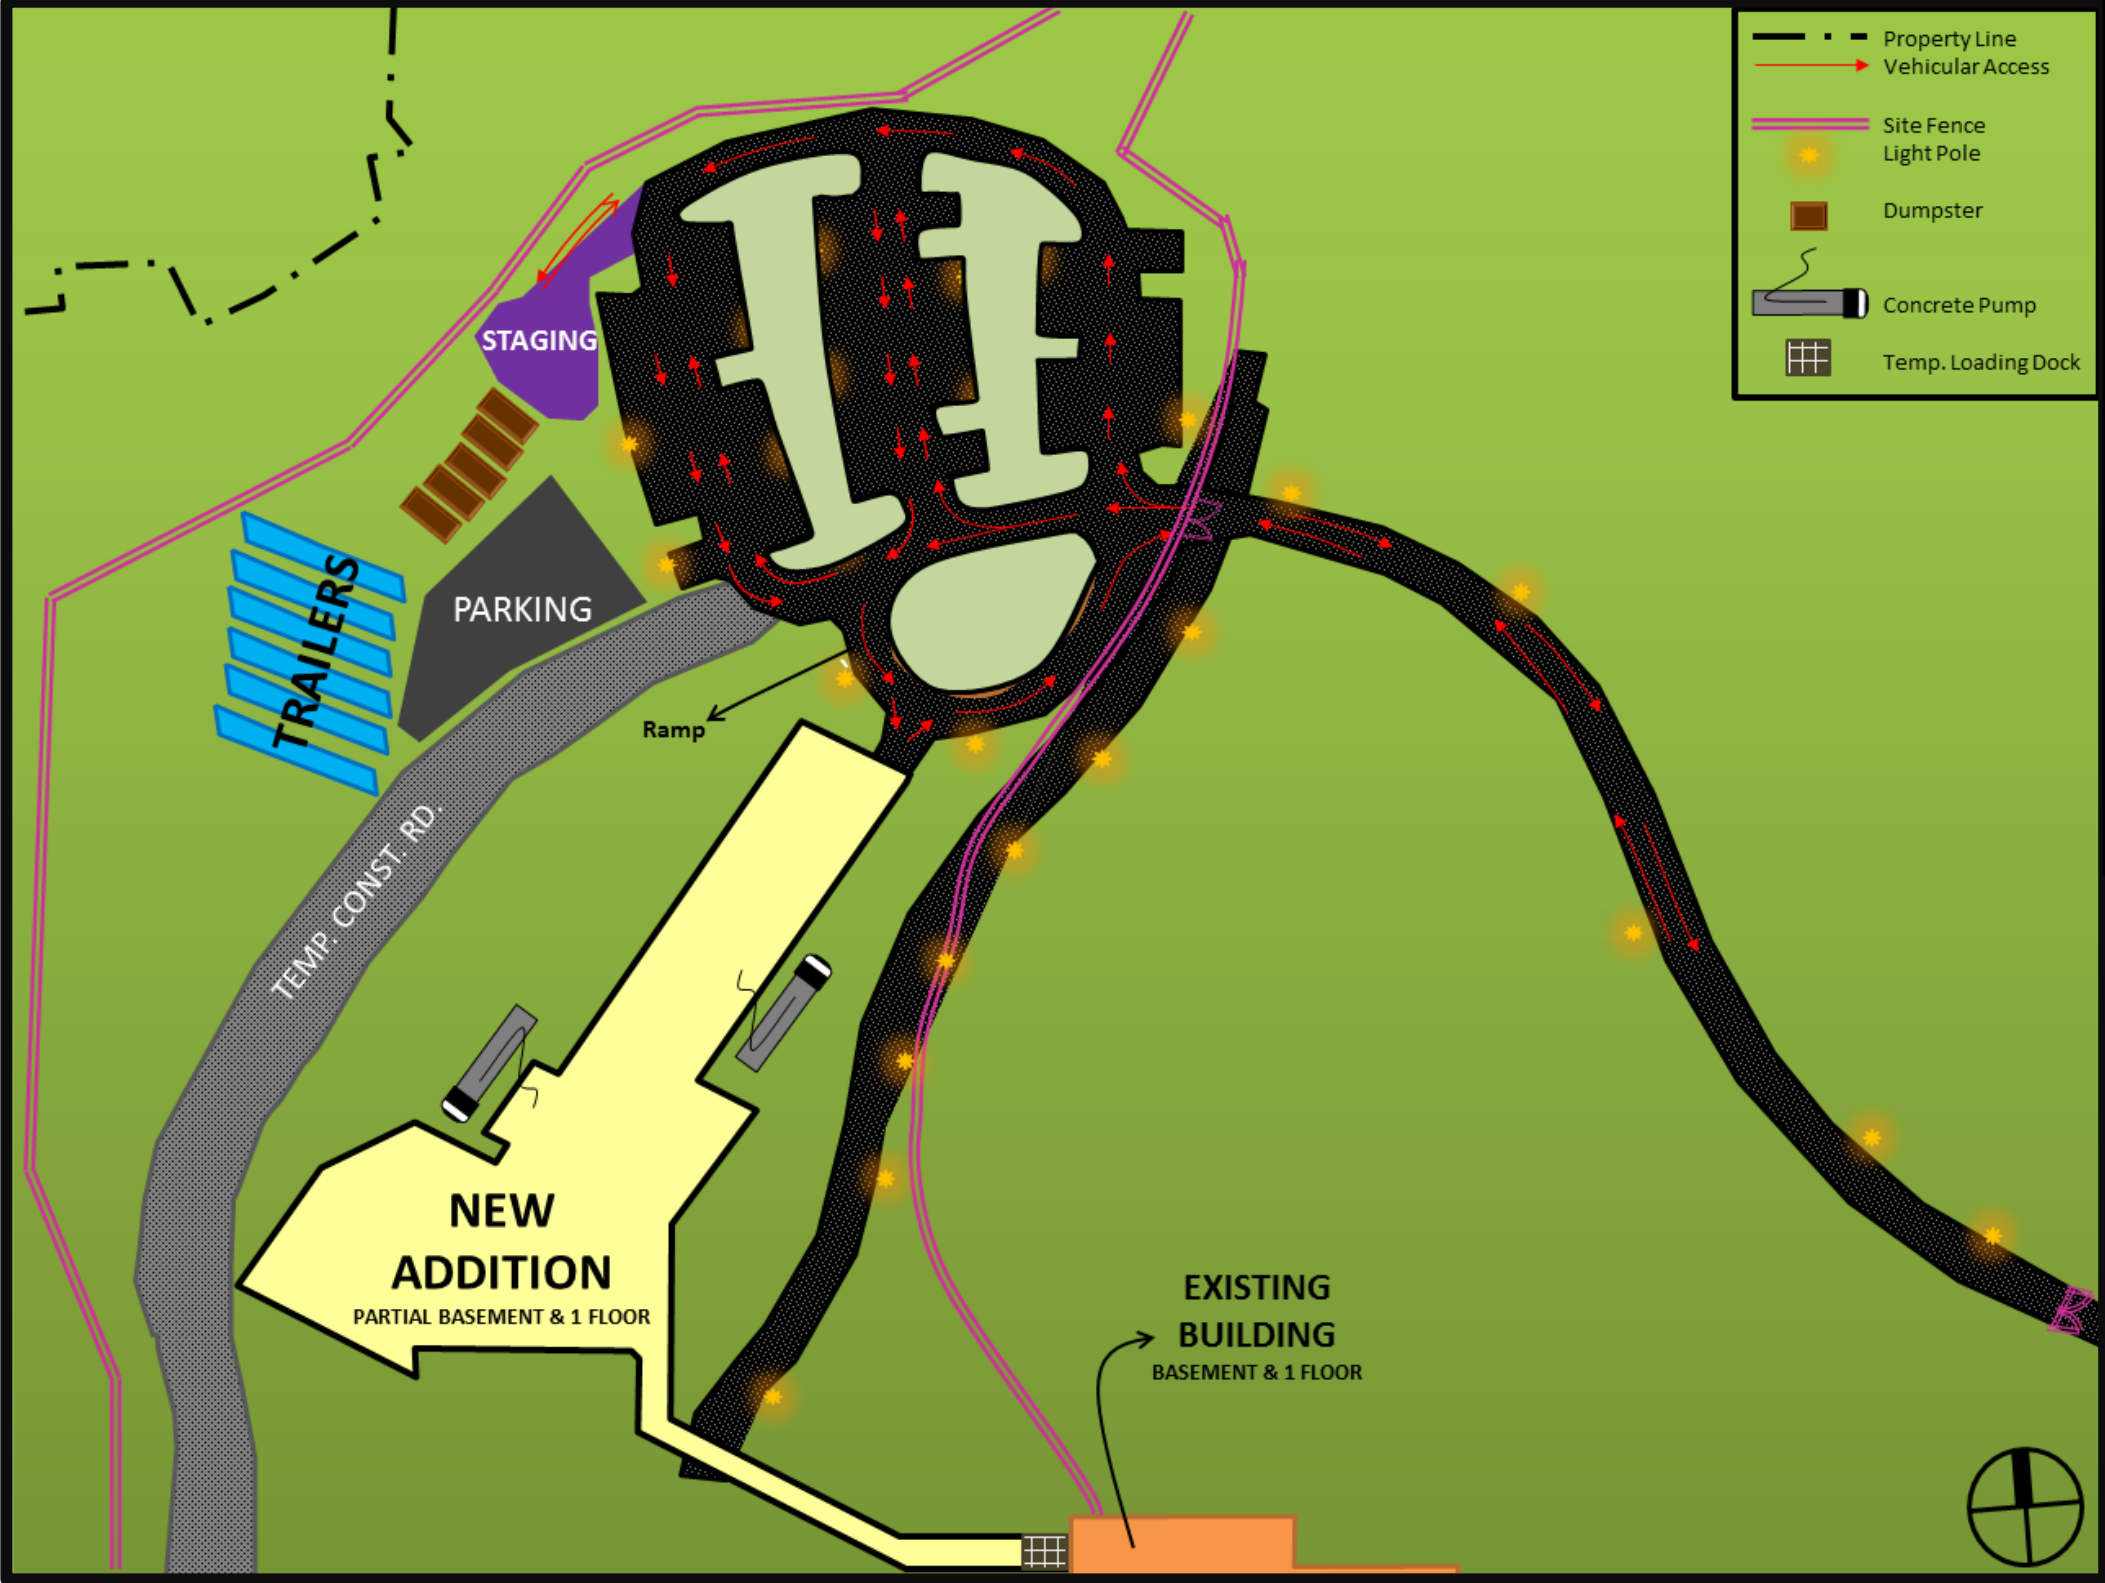 Property Line
Vehicular Access
Site Fence
Light Pole
Dumpster
Concrete Pump
Temp. Loading Dock
STAGING
PARKING
TRAILERS
Ramp
TEMP. CONST. RD.
NEW
ADDITION
PARTIAL BASEMENT & 1 FLOOR
EXISTING
BUILDING
BASEMENT & 1 FLOOR